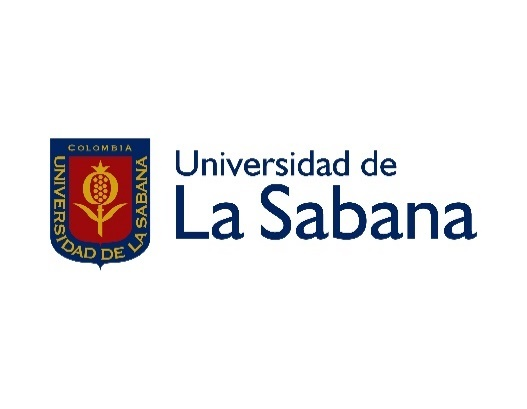 COLOMBIA
UNIVERSIDAD DE LA SABANA
Universidad de
La Sabana